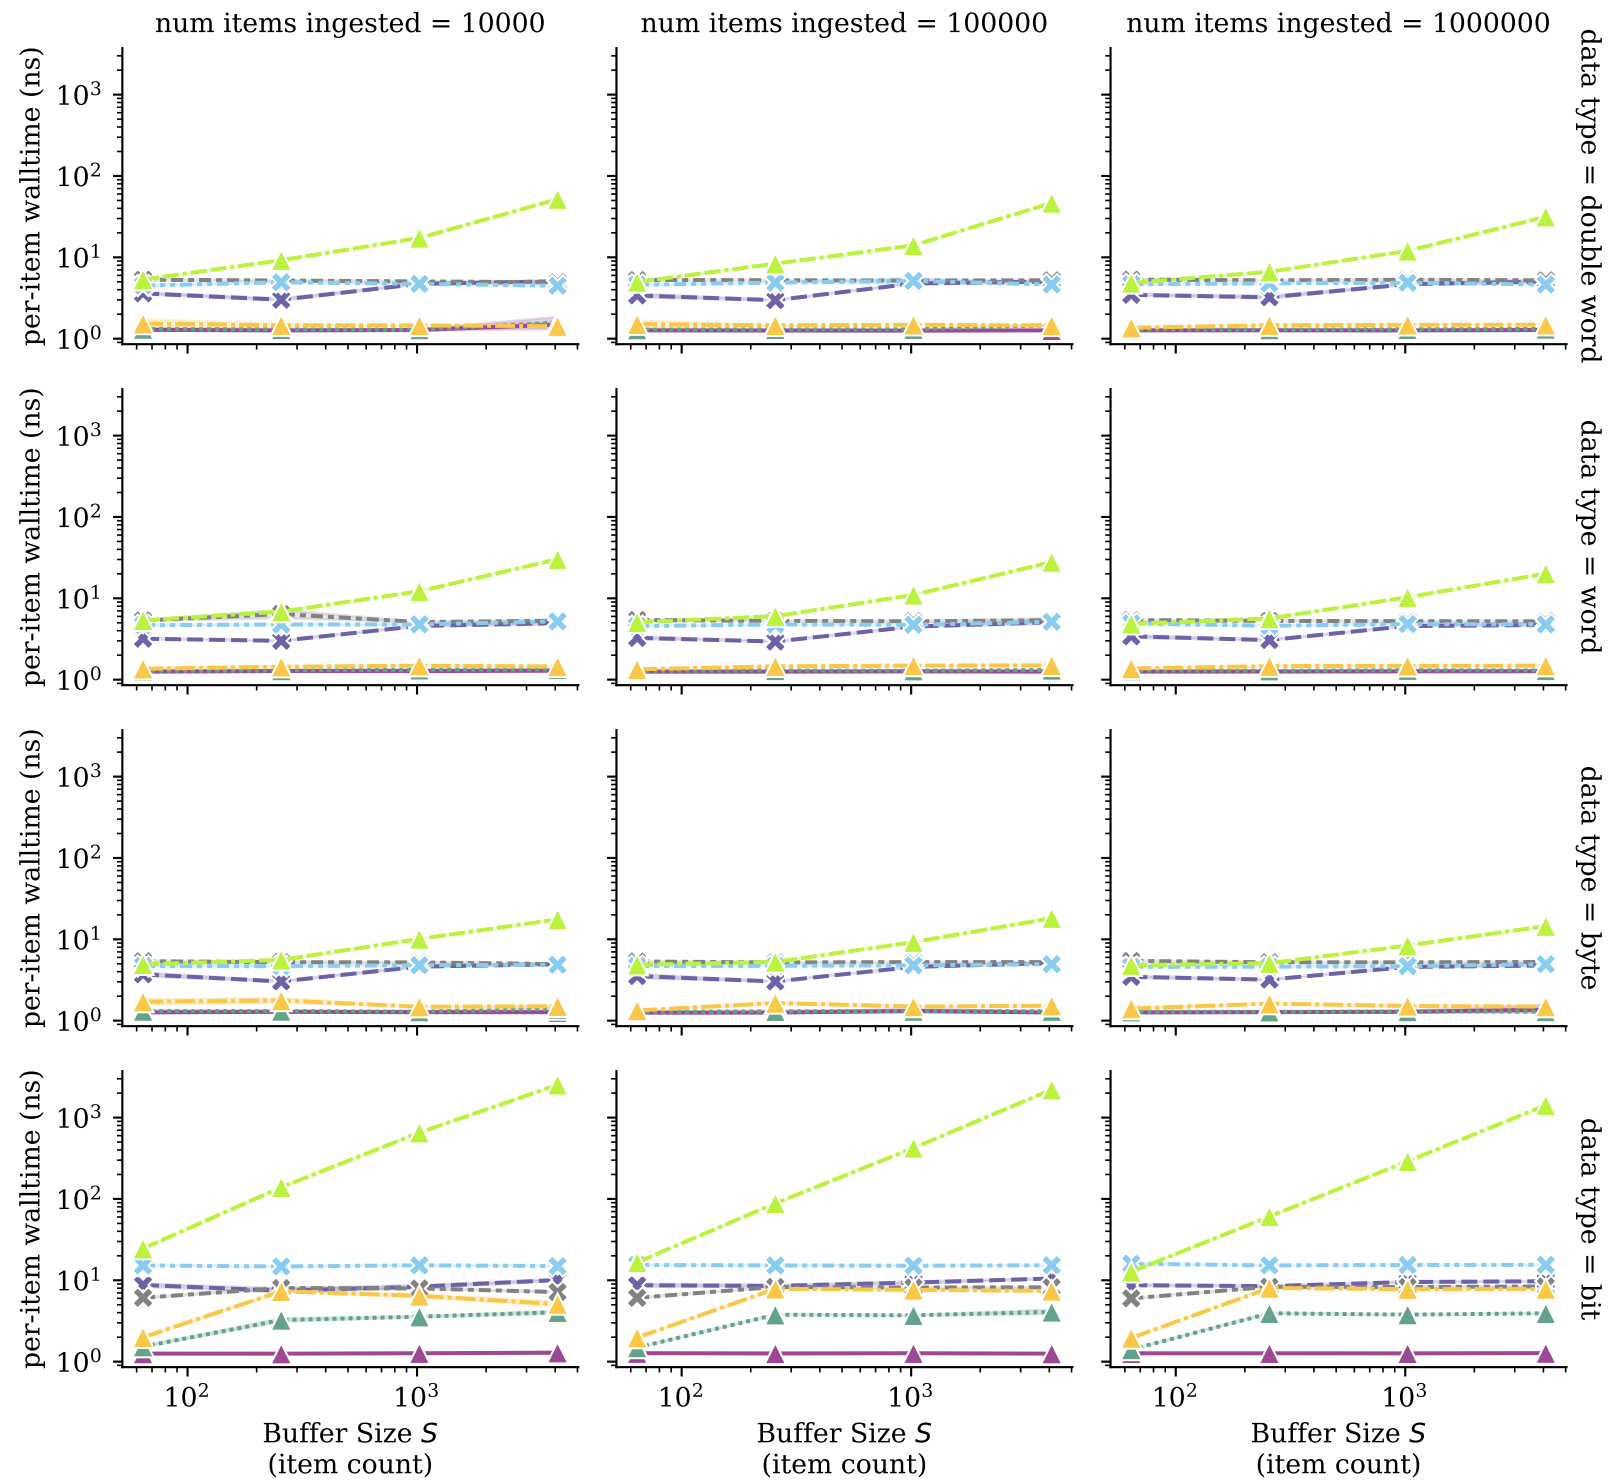 num items ingested = 10000
num items ingested = 100000
num items ingested = 1000000
per-item walltime (ns)
10³
10²
10¹
10⁰
data type = double word
per-item walltime (ns)
10³
10²
10¹
10⁰
data type = word
per-item walltime (ns)
10³
10²
10¹
10⁰
data type = byte
per-item walltime (ns)
10³
10²
10¹
10⁰
data type = bit
10² 10³
10² 10³
10² 10³
Buffer Size S
(item count)
Buffer Size S
(item count)
Buffer Size S
(item count)